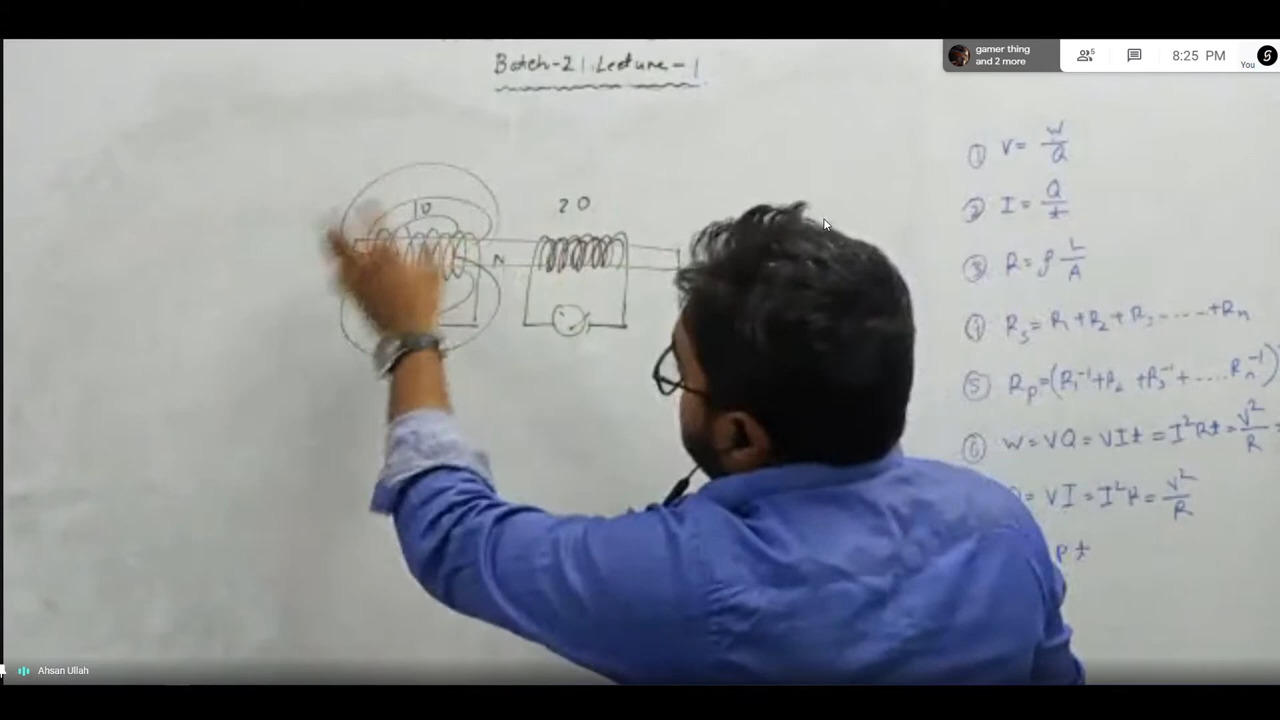 Batch-21 Lecture-1
gamer thing
and 2 more
5
8:25 PM
You
10
20
N
① V = W/Q
② I = Q/t
③ R = ρ L/A
④ Rs = R1 + R2 + R3 ..... + Rn
⑤ Rp = (R1⁻¹ + R2 + R3⁻¹ + .... Rn⁻¹)
⑥ W = VQ = VIt = I²Rt = V²/R
= VI = I²R = V²/R
Pt
Ahsan Ullah